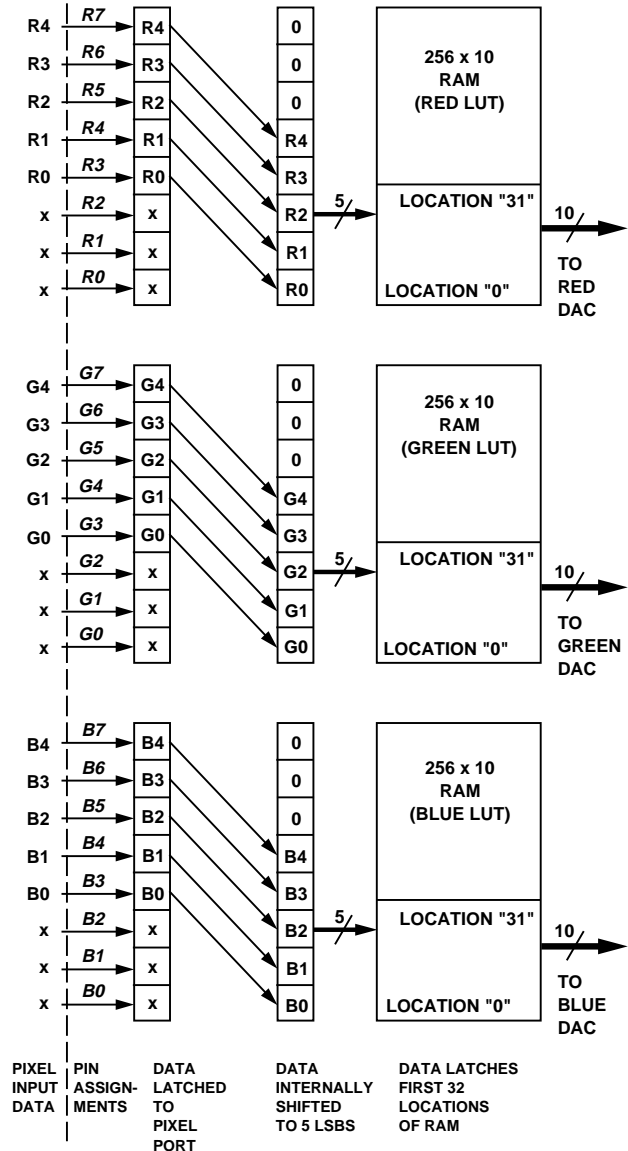 R4 R7 R4 0
R3 R6 R3 0
R2 R5 R2 0
R1 R4 R1 R4
R0 R3 R0 R3
x R2 x R2
x R1 x R1
x R0 x R0
5
256 x 10
RAM
(RED LUT)
LOCATION "31"
LOCATION "0"
10
TO
RED
DAC
G4 G7 G4 0
G3 G6 G3 0
G2 G5 G2 0
G1 G4 G1 G4
G0 G3 G0 G3
x G2 x G2
x G1 x G1
x G0 x G0
5
256 x 10
RAM
(GREEN LUT)
LOCATION "31"
LOCATION "0"
10
TO
GREEN
DAC
B4 B7 B4 0
B3 B6 B3 0
B2 B5 B2 0
B1 B4 B1 B4
B0 B3 B0 B3
x B2 x B2
x B1 x B1
x B0 x B0
5
256 x 10
RAM
(BLUE LUT)
LOCATION "31"
LOCATION "0"
10
TO
BLUE
DAC
PIXEL
INPUT
DATA
PIN
ASSIGN-
MENTS
DATA
LATCHED
TO
PIXEL
PORT
DATA
INTERNALLY
SHIFTED
TO 5 LSBS
DATA LATCHES
FIRST 32
LOCATIONS
OF RAM